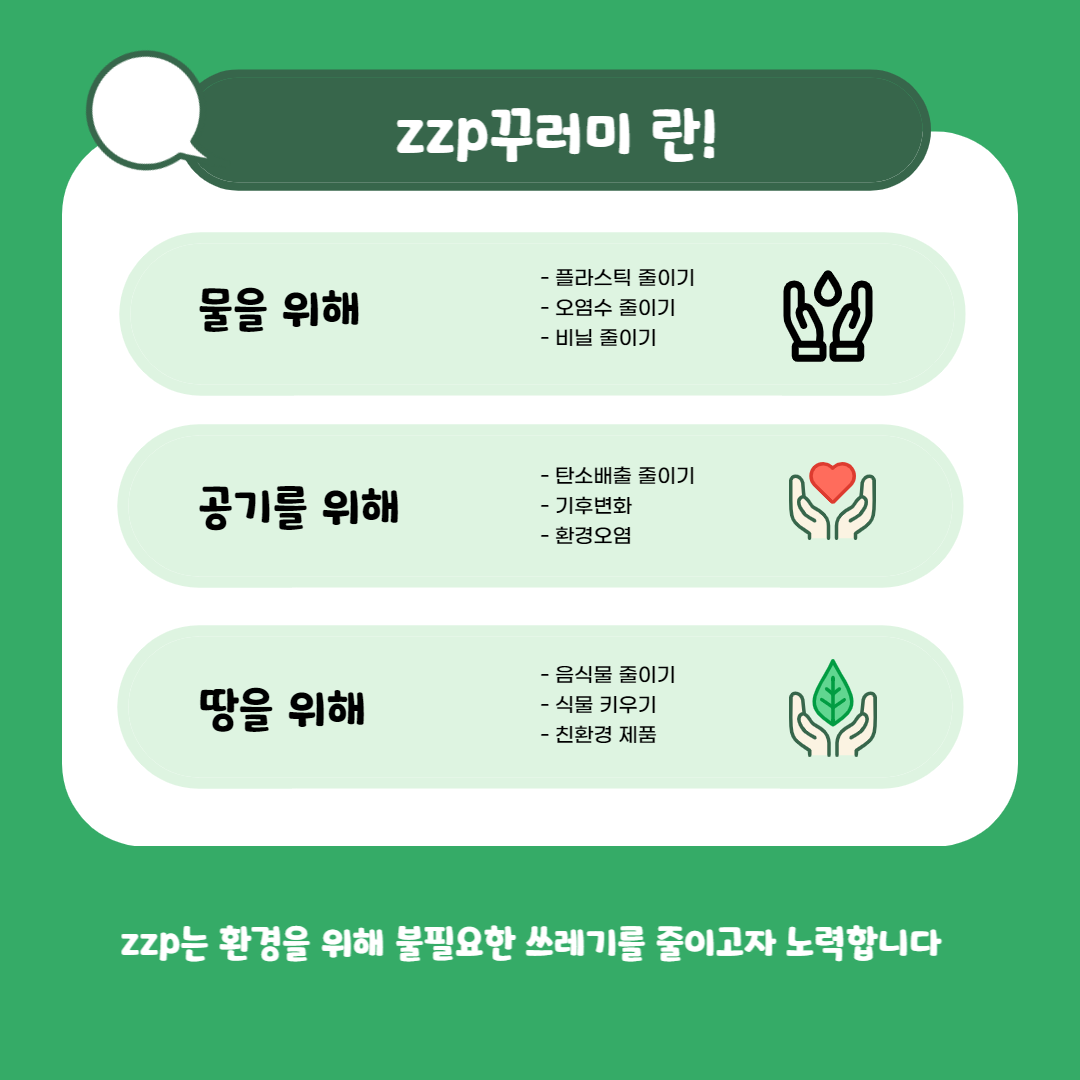 zzp꾸러미 란!
물을 위해
- 플라스틱 줄이기
- 오염수 줄이기
- 비닐 줄이기
공기를 위해
- 탄소배출 줄이기
- 기후변화
- 환경오염
땅을 위해
- 음식물 줄이기
- 식물 키우기
- 친환경 제품
zzp는 환경을 위해 불필요한 쓰레기를 줄이고자 노력합니다